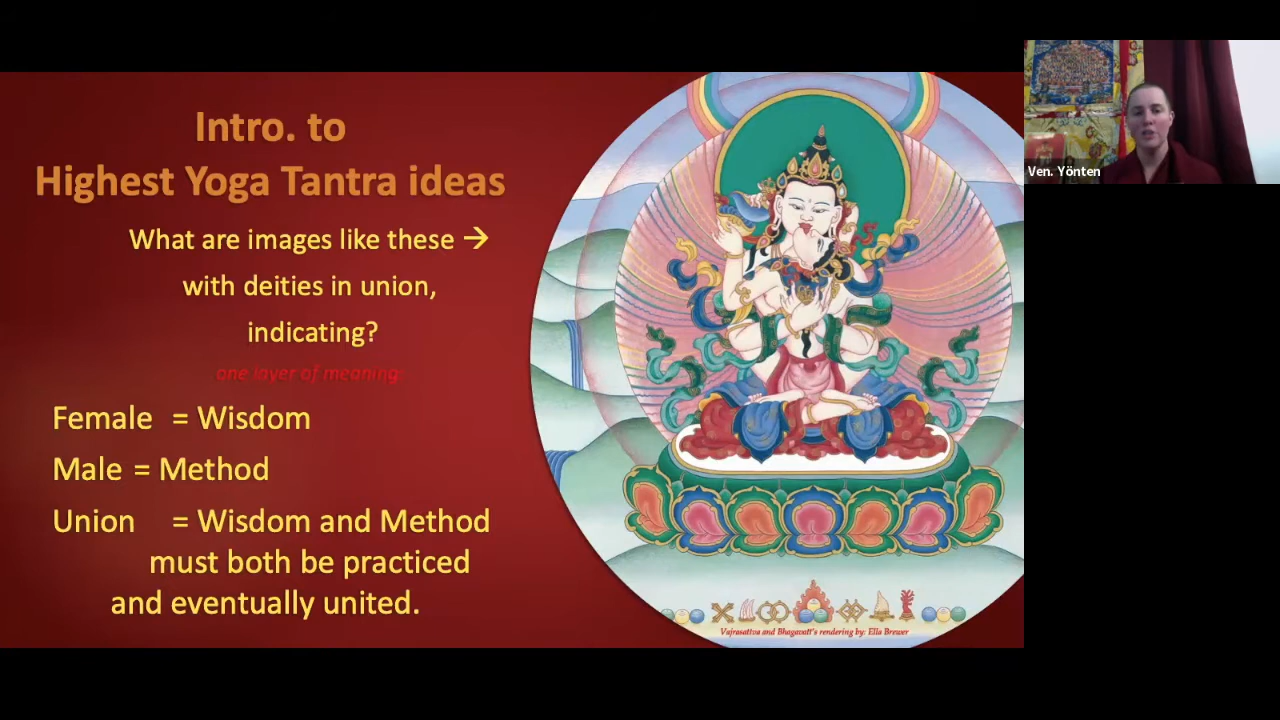 Intro. to
Highest Yoga Tantra ideas
What are images like these →
with deities in union,
indicating?
one layer of meaning:
Female = Wisdom
Male = Method
Union = Wisdom and Method
must both be practiced
and eventually united.
Vajrasattva and Bhagavati's rendering by: Ella Brewer
Ven. Yönten